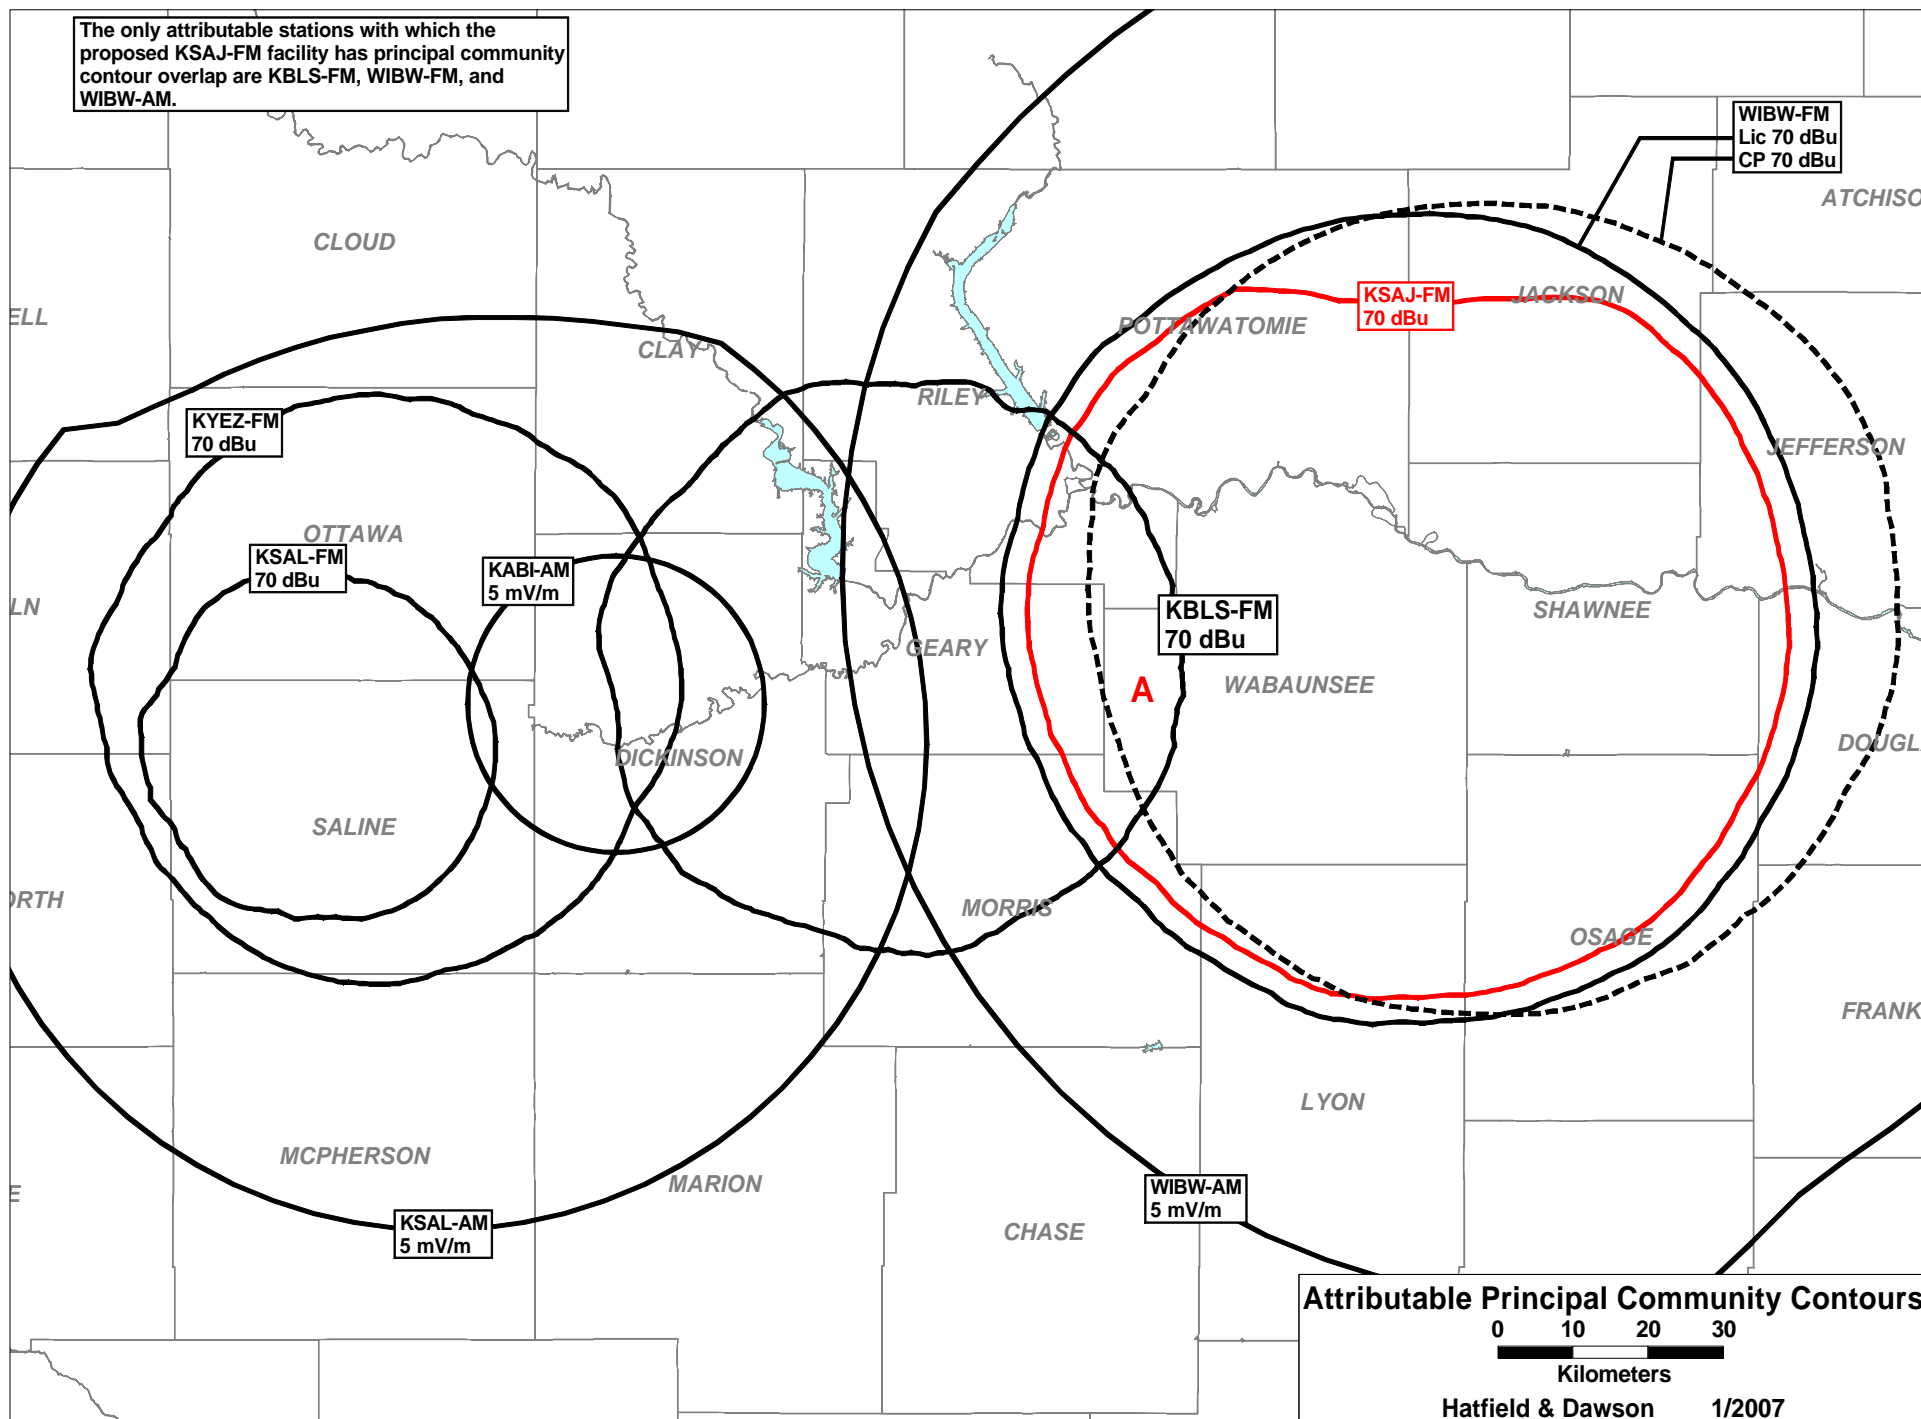 The only attributable stations with which the
proposed KSAJ-FM facility has principal community
contour overlap are KBLS-FM, WIBW-FM, and
WIBW-AM.
WIBW-FM
Lic 70 dBu
CP 70 dBu
ATCHISO
CLOUD
KSAJ-FM
70 dBu
JACKSON
ELL
POTTAWATOMIE
CLAY
RILEY
KYEZ-FM
70 dBu
JEFFERSON
OTTAWA
KSAL-FM
70 dBu
KABI-AM
5 mV/m
LN
KBLS-FM
70 dBu
SHAWNEE
GEARY
A
WABAUNSEE
DICKINSON
DOUGL
SALINE
ORTH
MORRIS
OSAGE
FRANK
LYON
MCPHERSON
MARION
E
WIBW-AM
5 mV/m
KSAL-AM
5 mV/m
CHASE
Attributable Principal Community Contours
0 10 20 30
Kilometers
Hatfield & Dawson 1/2007